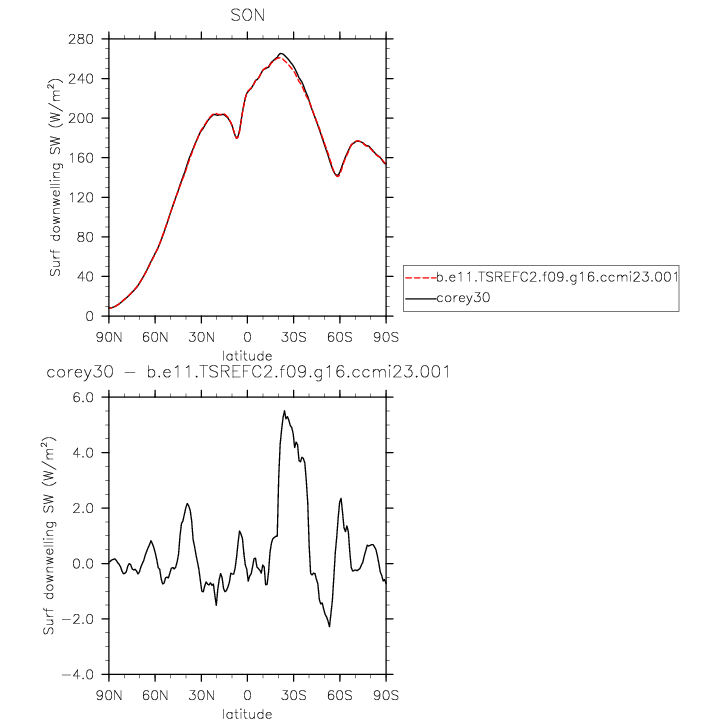 SON
Surf downwelling SW (W/m²)
280
240
200
160
120
80
40
0
90N 60N 30N 0 30S 60S 90S
latitude
b.e11.TSREFC2.f09.g16.ccmi23.001
corey30
corey30 − b.e11.TSREFC2.f09.g16.ccmi23.001
Surf downwelling SW (W/m²)
6.0
4.0
2.0
0.0
−2.0
−4.0
90N 60N 30N 0 30S 60S 90S
latitude